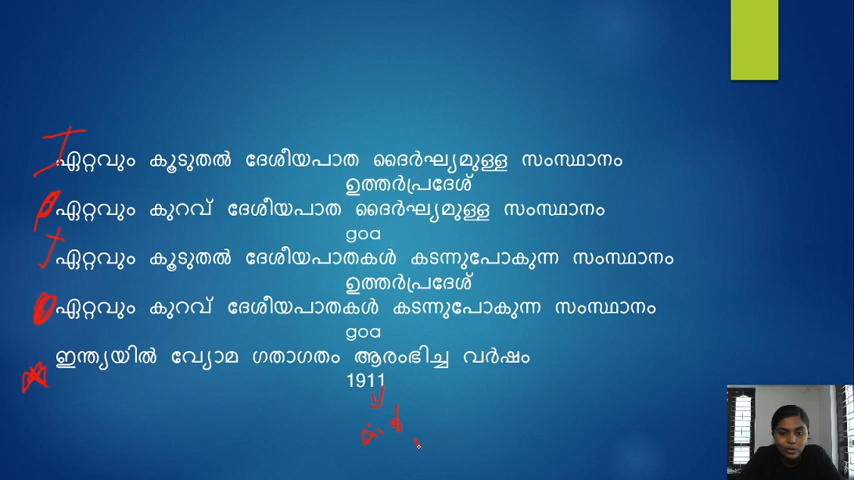 ഏറ്റവും കൂടുതൽ ദേശീയപാത ദൈർഘ്യമുള്ള സംസ്ഥാനം
ഉത്തർപ്രദേശ്
ഏറ്റവും കുറവ് ദേശീയപാത ദൈർഘ്യമുള്ള സംസ്ഥാനം
goa
ഏറ്റവും കൂടുതൽ ദേശീയപാതകൾ കടന്നുപോകുന്ന സംസ്ഥാനം
ഉത്തർപ്രദേശ്
ഏറ്റവും കുറവ് ദേശീയപാതകൾ കടന്നുപോകുന്ന സംസ്ഥാനം
goa
ഇന്ത്യയിൽ വ്യോമ ഗതാഗതം ആരംഭിച്ച വർഷം
1911